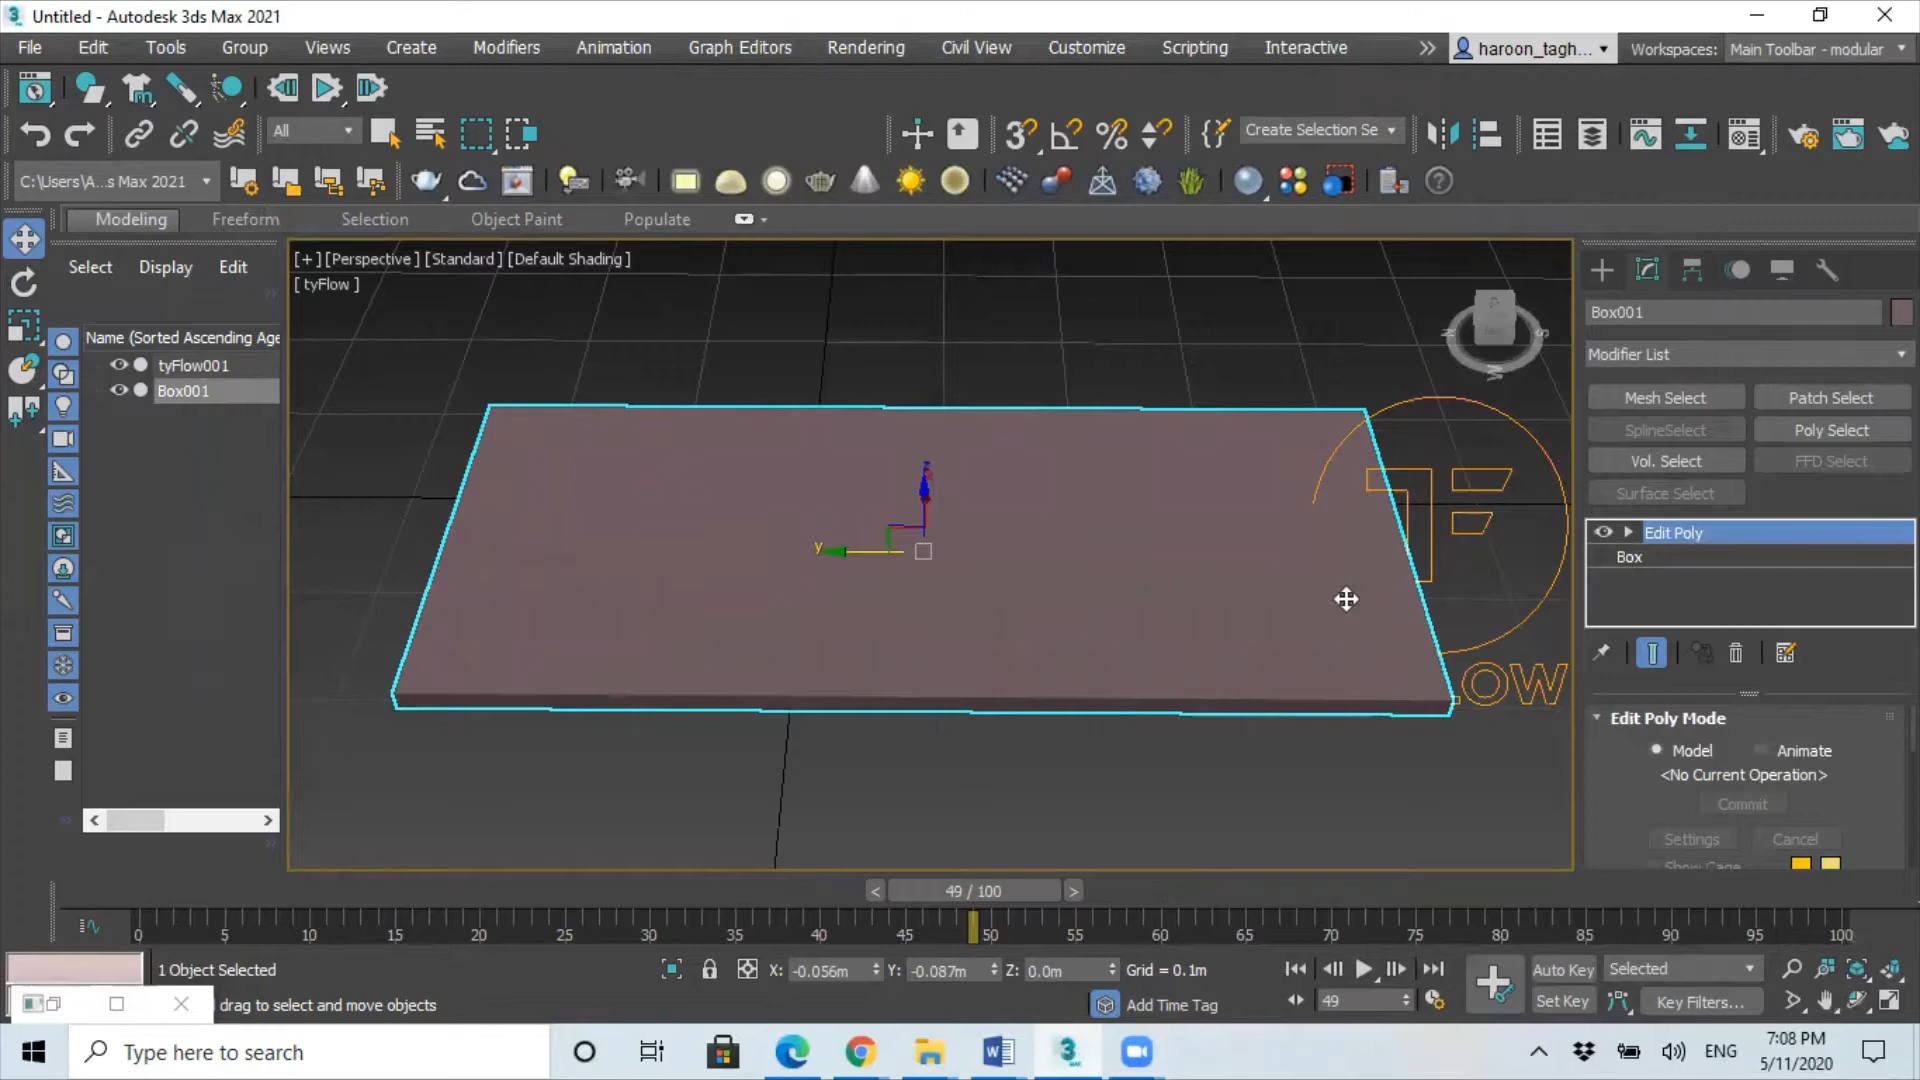 Untitled - Autodesk 3ds Max 2021
File Edit Tools Group Views Create Modifiers Animation Graph Editors Rendering Civil View Customize Scripting Interactive
haroon_tagh... Workspaces: Main Toolbar - modular
All
Create Selection Se
C:\Users\A...s Max 2021
Modeling Freeform Selection Object Paint Populate
Select Display Edit
[+] [Perspective] [Standard] [Default Shading]
[ tyFlow ]
Name (Sorted Ascending Age
tyFlow001
Box001
Box001
Modifier List
Mesh Select Patch Select
SplineSelect Poly Select
Vol. Select FFD Select
Surface Select
Edit Poly
Box
y
z
N S W
LOW
Edit Poly Mode
Model Animate
<No Current Operation>
Commit
Settings Cancel
Show Cage
< 49 / 100 >
0 5 10 15 20 25 30 35 40 45 50 55 60 65 70 75 80 85 90 95 100
1 Object Selected X: -0.056m Y: -0.087m Z: 0.0m Grid = 0.1m
Auto Key Selected
drag to select and move objects Add Time Tag 49 Set Key Key Filters...
Type here to search
ENG
7:08 PM
5/11/2020